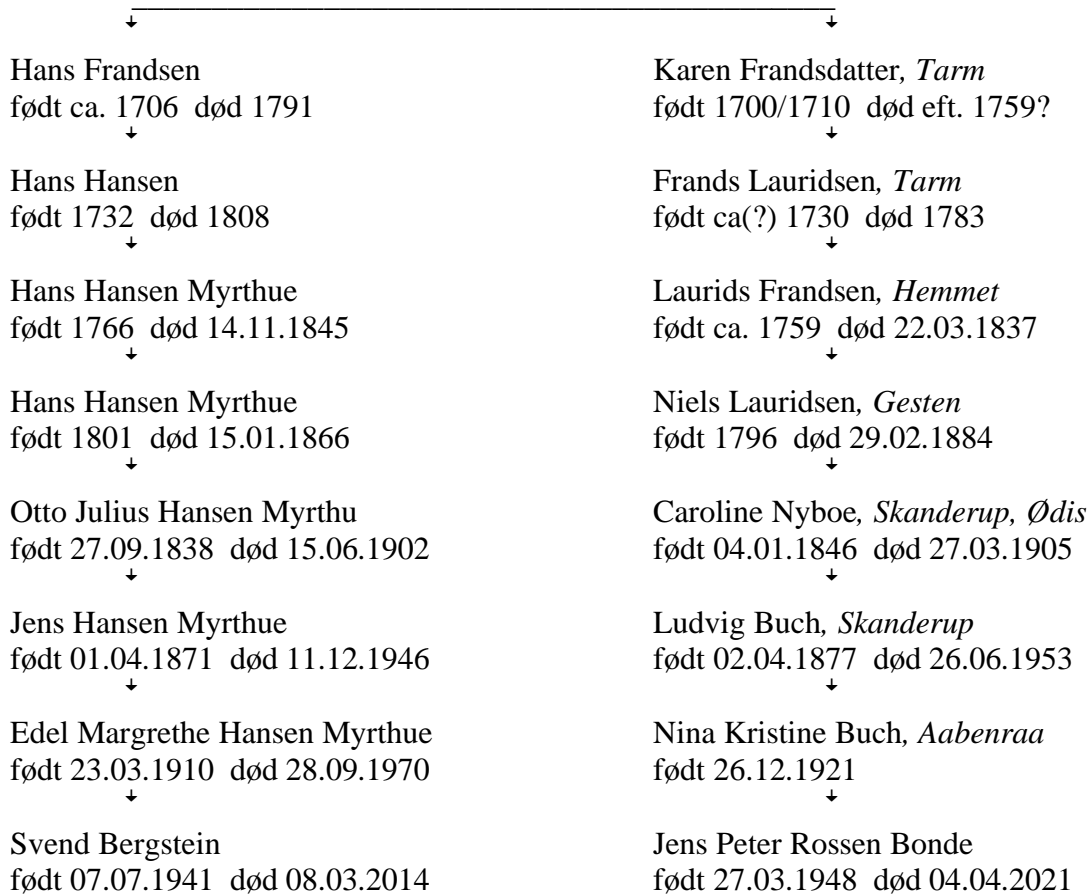 Hans Frandsen
født ca. 1706  død 1791
Hans Hansen
født 1732  død 1808
Hans Hansen Myrthue
født 1766  død 14.11.1845
Hans Hansen Myrthue
født 1801  død 15.01.1866
Otto Julius Hansen Myrthu
født 27.09.1838  død 15.06.1902
Jens Hansen Myrthue
født 01.04.1871  død 11.12.1946
Edel Margrethe Hansen Myrthue
født 23.03.1910  død 28.09.1970
Svend Bergstein
født 07.07.1941  død 08.03.2014
Karen Frandsdatter, Tarm
født 1700/1710  død eft. 1759?
Frands Lauridsen, Tarm
født ca(?) 1730  død 1783
Laurids Frandsen, Hemmet
født ca. 1759  død 22.03.1837
Niels Lauridsen, Gesten
født 1796  død 29.02.1884
Caroline Nyboe, Skanderup, Ødis
født 04.01.1846  død 27.03.1905
Ludvig Buch, Skanderup
født 02.04.1877  død 26.06.1953
Nina Kristine Buch, Aabenraa
født 26.12.1921
Jens Peter Rossen Bonde
født 27.03.1948  død 04.04.2021